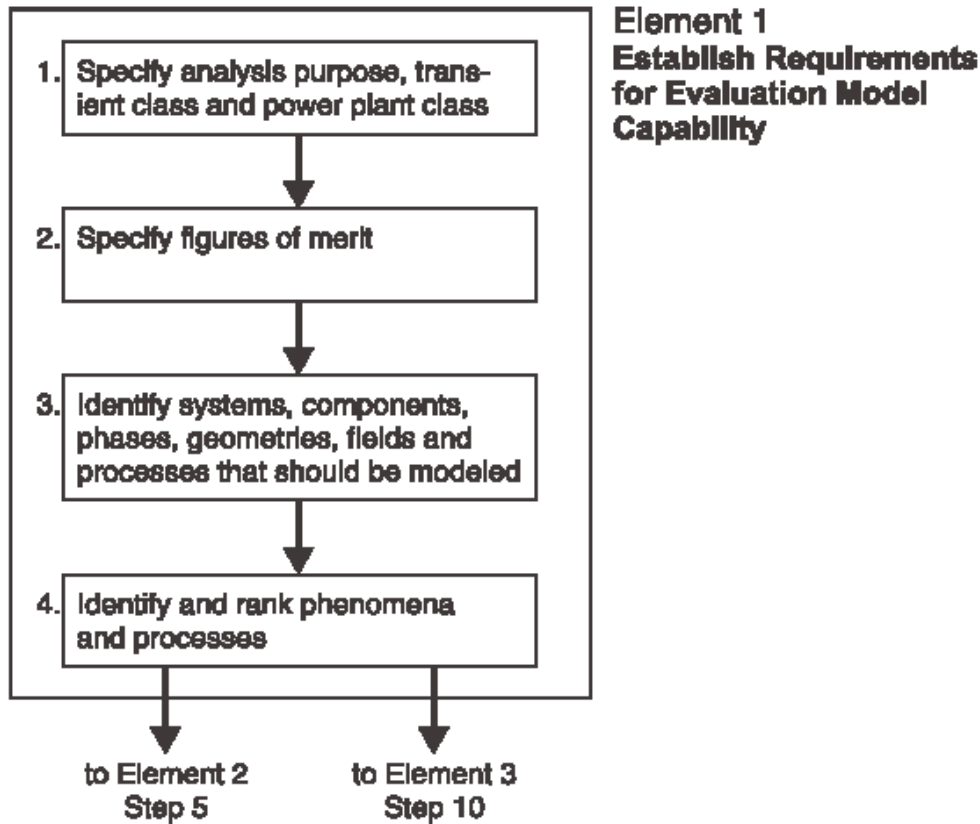 Element 1
Establish Requirements
for Evaluation Model
Capability
1. Specify analysis purpose, trans-
ient class and power plant class
2. Specify figures of merit
3. Identify systems, components,
phases, geometries, fields and
processes that should be modeled
4. Identify and rank phenomena
and processes
to Element 2
Step 5
to Element 3
Step 10